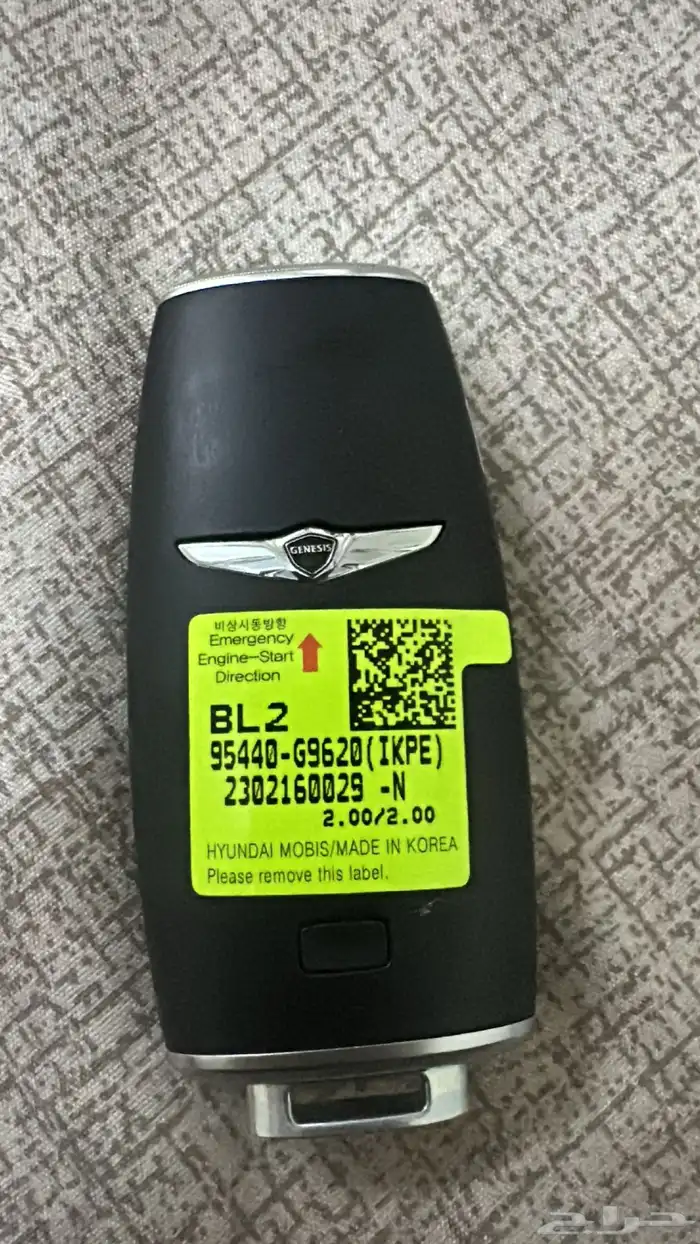 GENESIS
비상시동방향
Emergency
Engine-Start
Direction
BL2
95440-G9620(IKPE)
2302160029 -N
2.00/2.00
HYUNDAI MOBIS/MADE IN KOREA
Please remove this label.
حراج